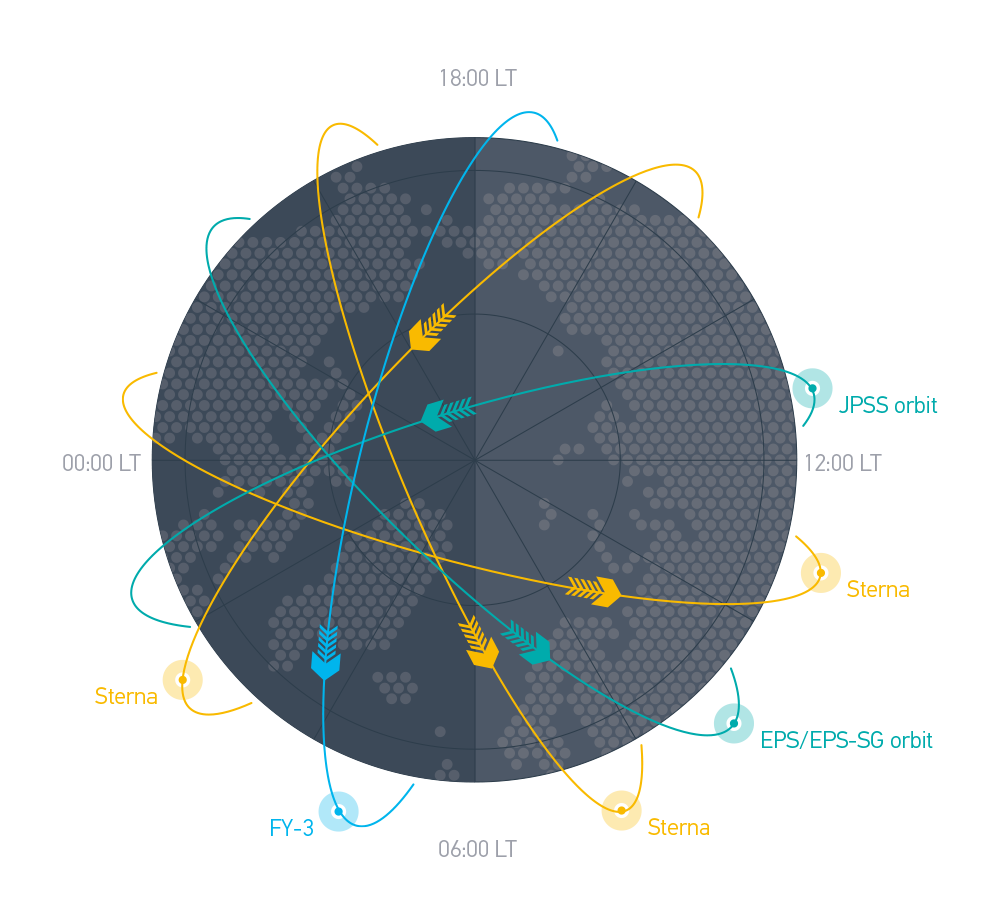 18:00 LT
JPSS orbit
00:00 LT
12:00 LT
Sterna
Sterna
EPS/EPS-SG orbit
FY-3
Sterna
06:00 LT